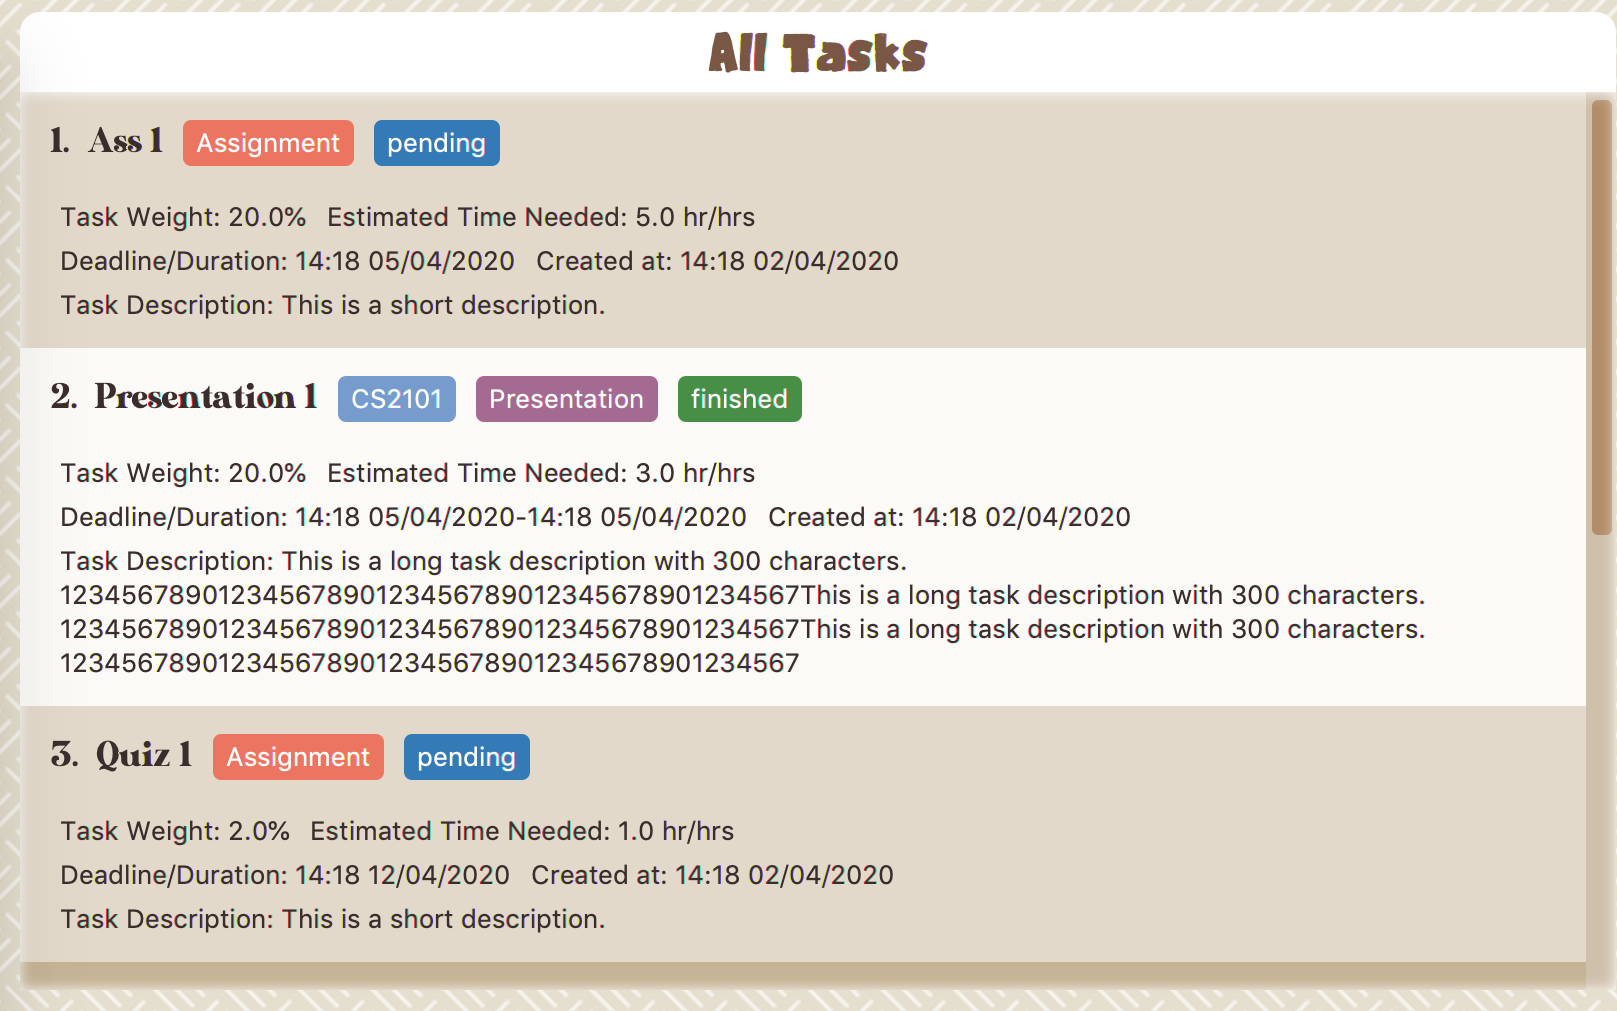 All Tasks
1. Ass 1 Assignment pending
Task Weight: 20.0% Estimated Time Needed: 5.0 hr/hrs
Deadline/Duration: 14:18 05/04/2020 Created at: 14:18 02/04/2020
Task Description: This is a short description.
2. Presentation 1 CS2101 Presentation finished
Task Weight: 20.0% Estimated Time Needed: 3.0 hr/hrs
Deadline/Duration: 14:18 05/04/2020-14:18 05/04/2020 Created at: 14:18 02/04/2020
Task Description: This is a long task description with 300 characters.
12345678901234567890123456789012345678901234567This is a long task description with 300 characters.
12345678901234567890123456789012345678901234567This is a long task description with 300 characters.
12345678901234567890123456789012345678901234567
3. Quiz 1 Assignment pending
Task Weight: 2.0% Estimated Time Needed: 1.0 hr/hrs
Deadline/Duration: 14:18 12/04/2020 Created at: 14:18 02/04/2020
Task Description: This is a short description.